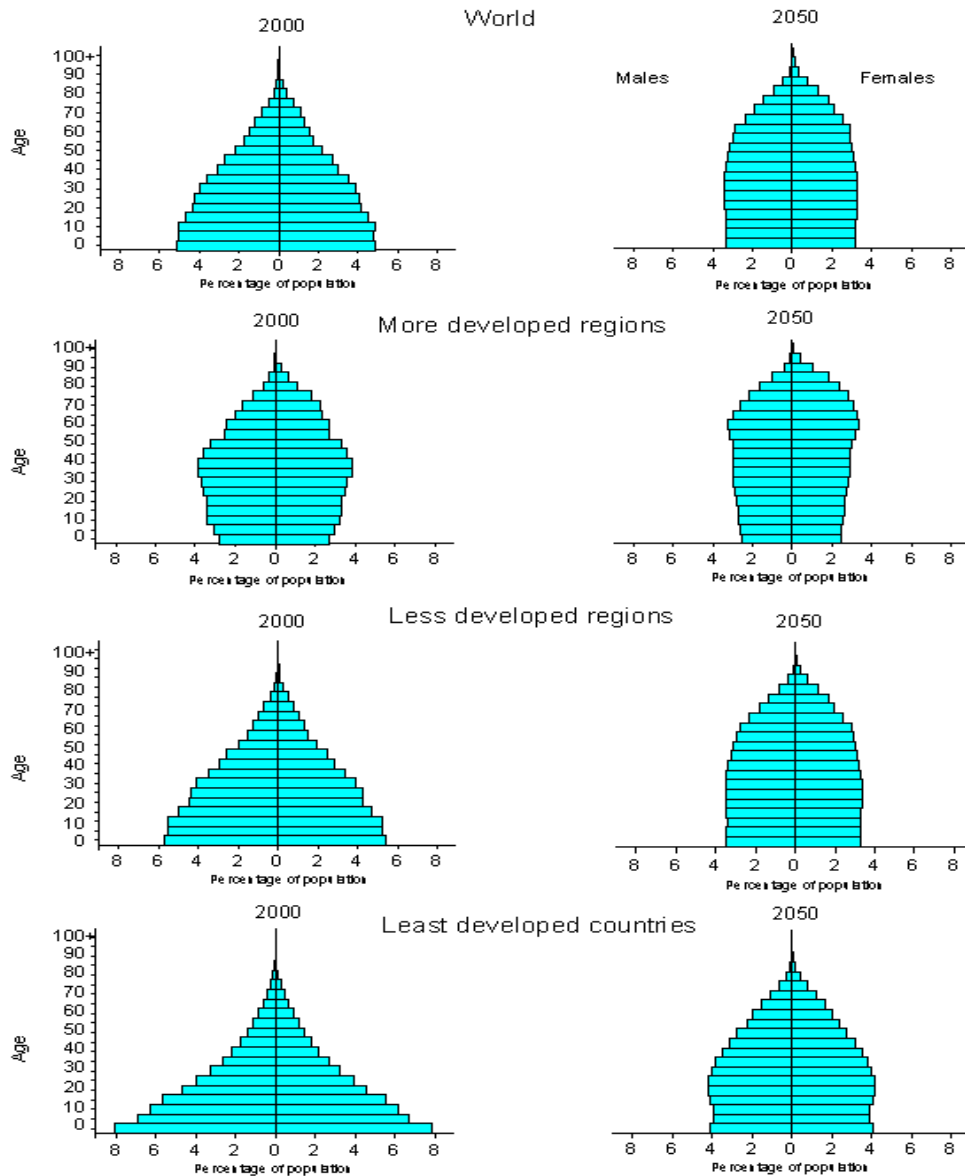 World
2000
2050
Males
Females
Age
100+
90
80
70
60
50
40
30
20
10
0
8 6 4 2 0 2 4 6 8
8 6 4 2 0 2 4 6 8
Percentage of population
Percentage of population
More developed regions
2000
2050
Age
100+
90
80
70
60
50
40
30
20
10
0
8 6 4 2 0 2 4 6 8
8 6 4 2 0 2 4 6 8
Percentage of population
Percentage of population
Less developed regions
2000
2050
Age
100+
90
80
70
60
50
40
30
20
10
0
8 6 4 2 0 2 4 6 8
8 6 4 2 0 2 4 6 8
Percentage of population
Percentage of population
Least developed countries
2000
2050
Age
100+
90
80
70
60
50
40
30
20
10
0
8 6 4 2 0 2 4 6 8
8 6 4 2 0 2 4 6 8
Percentage of population
Percentage of population